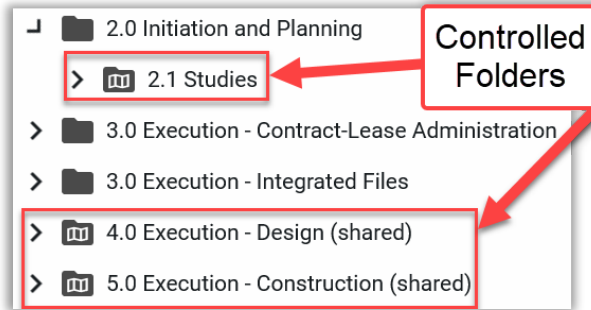 2.0 Initiation and Planning
Controlled
Folders
2.1 Studies
3.0 Execution - Contract-Lease Administration
3.0 Execution - Integrated Files
4.0 Execution - Design (shared)
5.0 Execution - Construction (shared)